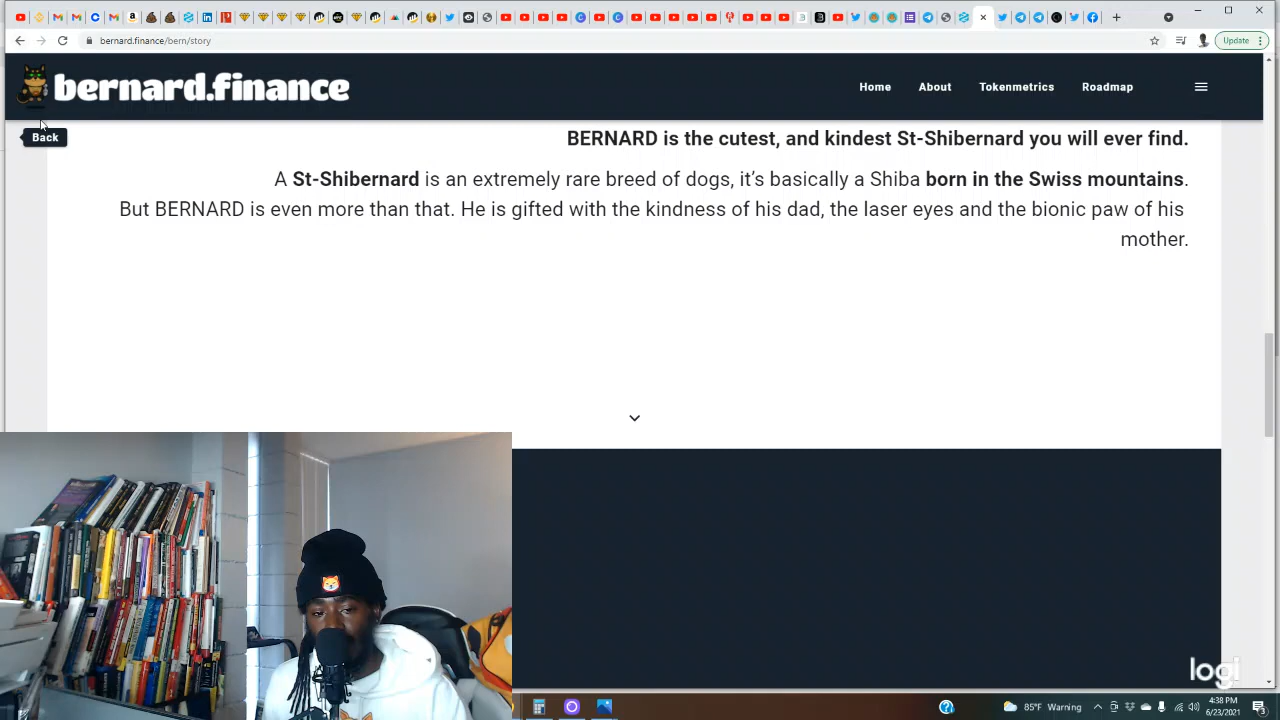 bernard.finance/bern/story
Update
bernard.finance
Home About Tokenmetrics Roadmap
Back
BERNARD is the cutest, and kindest St-Shibernard you will ever find.
A St-Shibernard is an extremely rare breed of dogs, it’s basically a Shiba born in the Swiss mountains.
But BERNARD is even more than that. He is gifted with the kindness of his dad, the laser eyes and the bionic paw of his
mother.
logi
85°F Warning
4:38 PM
6/23/2021